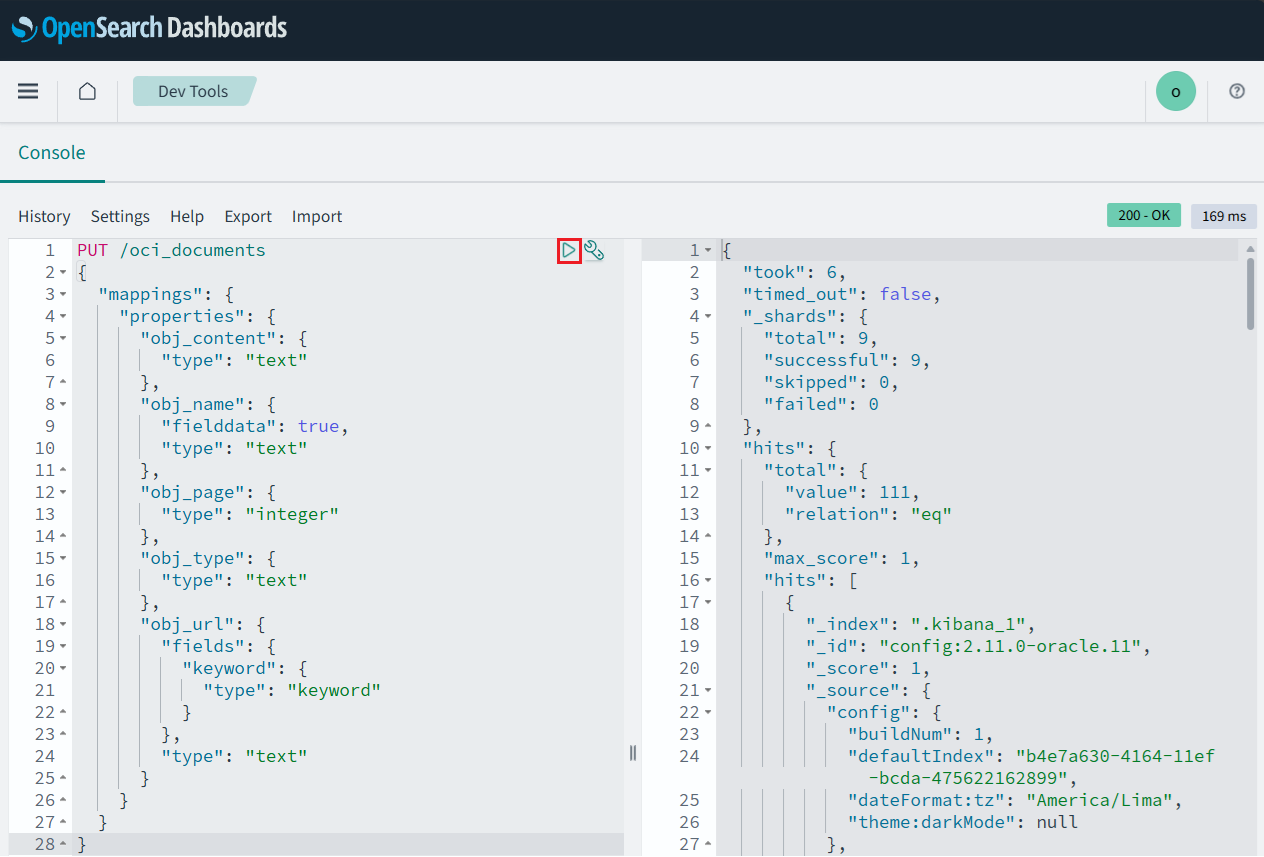 OpenSearch Dashboards
Dev Tools
o
Console
History Settings Help Export Import
200 - OK 169 ms
1 PUT /oci_documents
2 {
3   "mappings": {
4     "properties": {
5       "obj_content": {
6         "type": "text"
7       },
8       "obj_name": {
9         "fielddata": true,
10         "type": "text"
11       },
12       "obj_page": {
13         "type": "integer"
14       },
15       "obj_type": {
16         "type": "text"
17       },
18       "obj_url": {
19         "fields": {
20           "keyword": {
21             "type": "keyword"
22           }
23         },
24         "type": "text"
25       }
26     }
27   }
28 }
1 {
2   "took": 6,
3   "timed_out": false,
4   "_shards": {
5     "total": 9,
6     "successful": 9,
7     "skipped": 0,
8     "failed": 0
9   },
10   "hits": {
11     "total": {
12       "value": 111,
13       "relation": "eq"
14     },
15     "max_score": 1,
16     "hits": [
17       {
18         "_index": ".kibana_1",
19         "_id": "config:2.11.0-oracle.11",
20         "_score": 1,
21         "_source": {
22           "config": {
23             "buildNum": 1,
24             "defaultIndex": "b4e7a630-4164-11ef
-bcda-475622162899",
25             "dateFormat:tz": "America/Lima",
26             "theme:darkMode": null
27           },